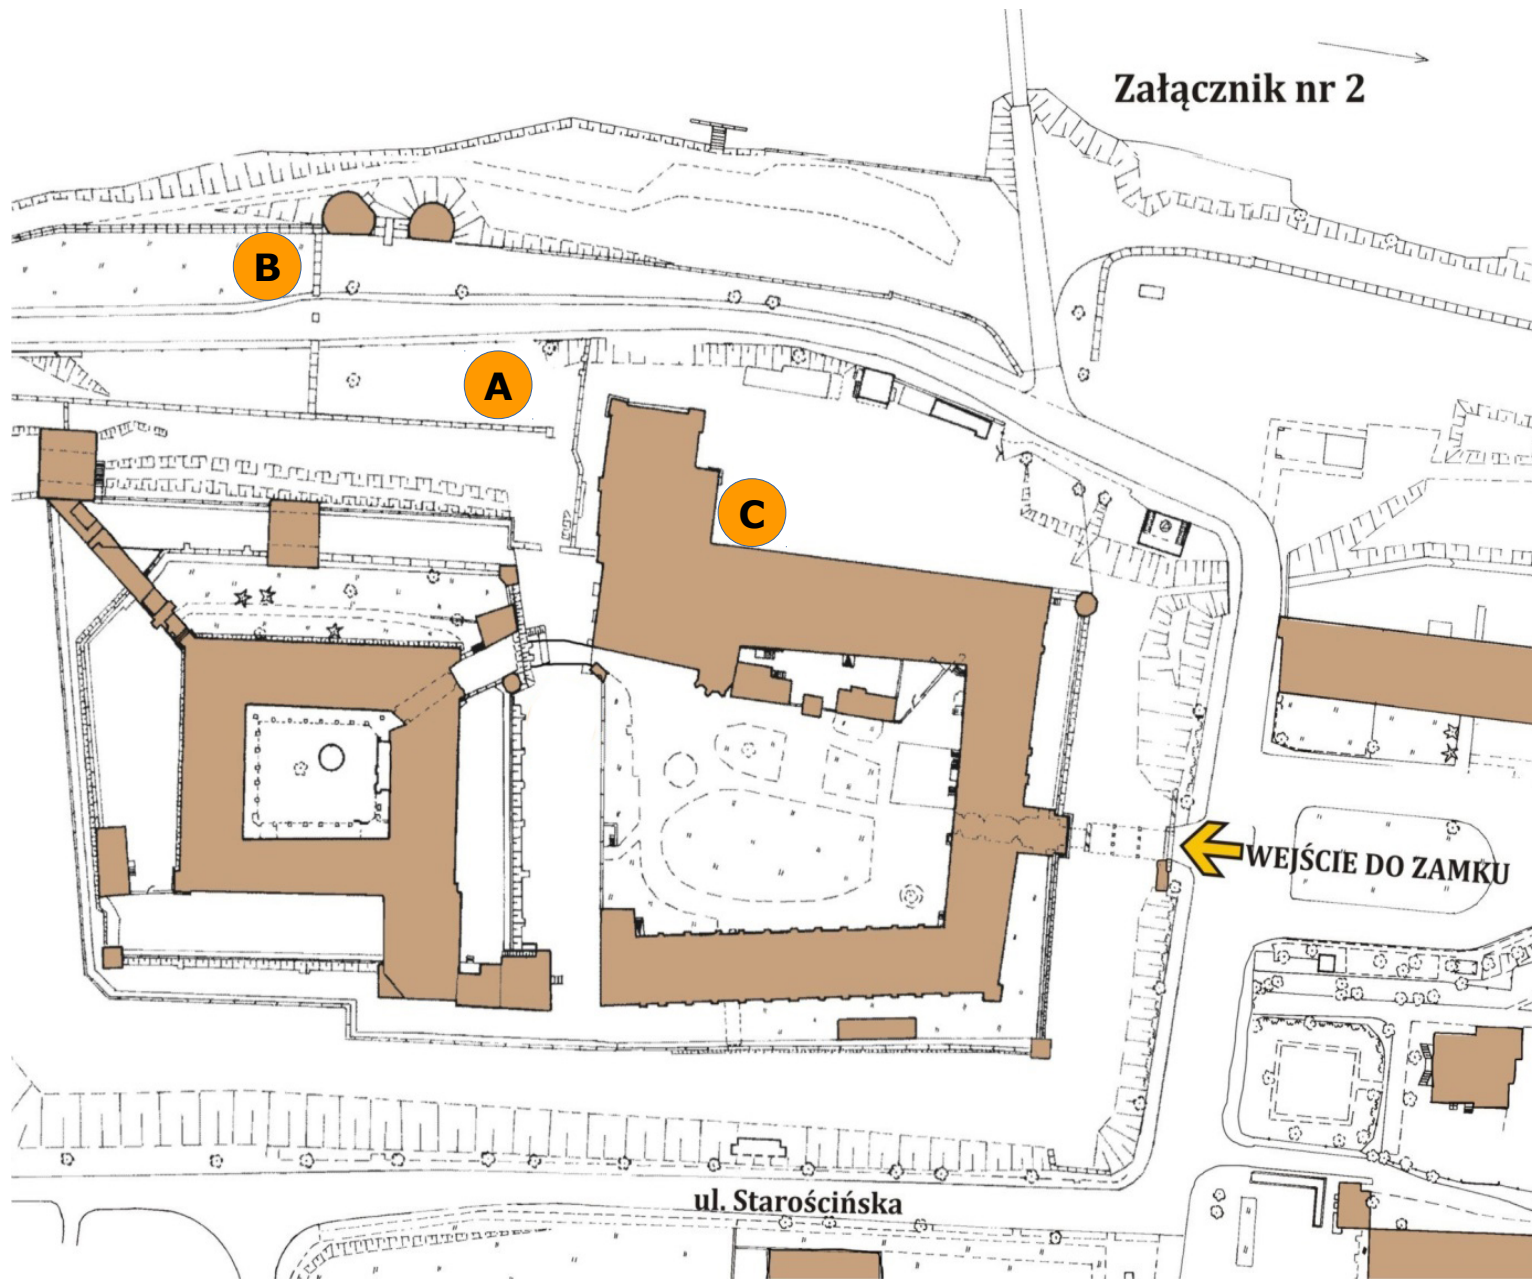 Załącznik nr 2
B
A
C
WEJŚCIE DO ZAMKU
ul. Starościńska